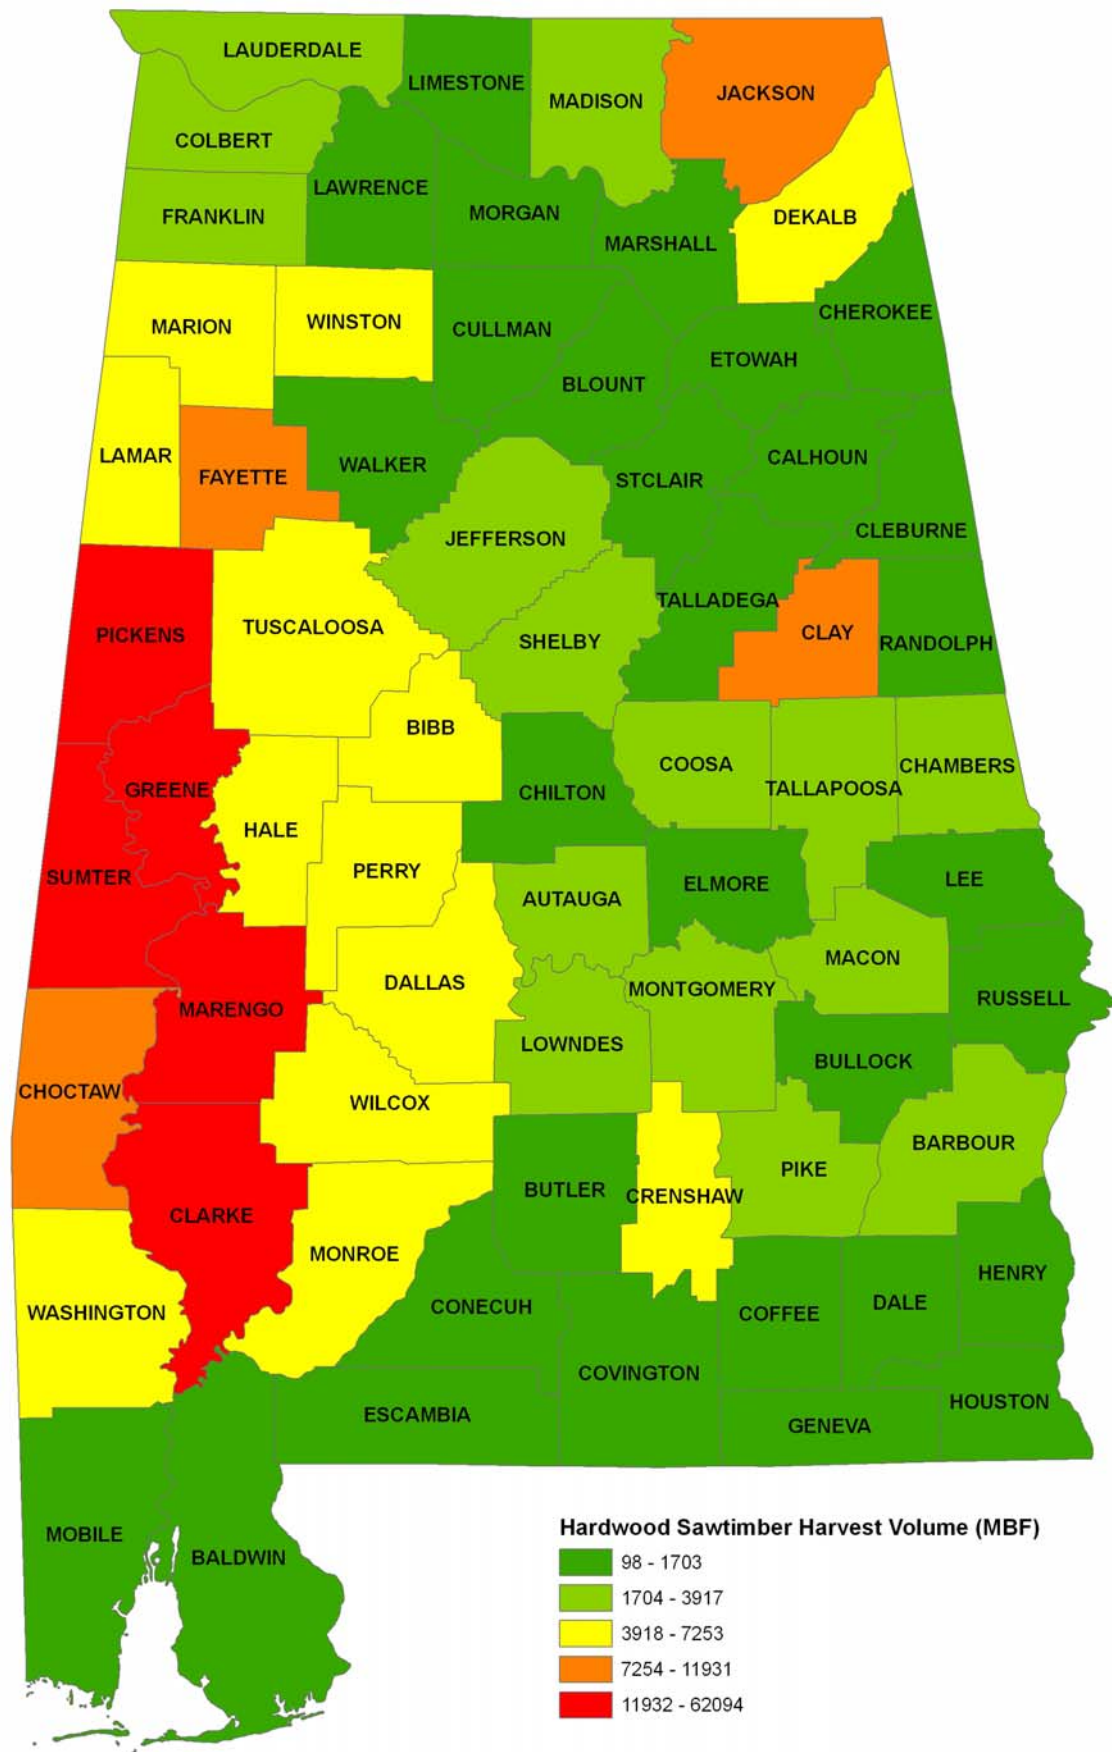 LAUDERDALE
LIMESTONE
MADISON
JACKSON
COLBERT
LAWRENCE
FRANKLIN
MORGAN
DEKALB
MARSHALL
CHEROKEE
MARION
WINSTON
CULLMAN
ETOWAH
BLOUNT
LAMAR
FAYETTE
WALKER
STCLAIR
CALHOUN
CLEBURNE
JEFFERSON
TALLADEGA
PICKENS
TUSCALOOSA
SHELBY
CLAY
RANDOLPH
BIBB
COOSA
TALLAPOOSA
CHAMBERS
GREENE
CHILTON
HALE
SUMTER
PERRY
AUTAUGA
ELMORE
LEE
MACON
DALLAS
MONTGOMERY
RUSSELL
MARENGO
LOWNDES
BULLOCK
CHOCTAW
WILCOX
BARBOUR
PIKE
BUTLER
CRENSHAW
CLARKE
MONROE
HENRY
WASHINGTON
CONECUH
COFFEE
DALE
COVINGTON
ESCAMBIA
GENEVA
HOUSTON
MOBILE
BALDWIN
Hardwood Sawtimber Harvest Volume (MBF)
98 - 1703
1704 - 3917
3918 - 7253
7254 - 11931
11932 - 62094